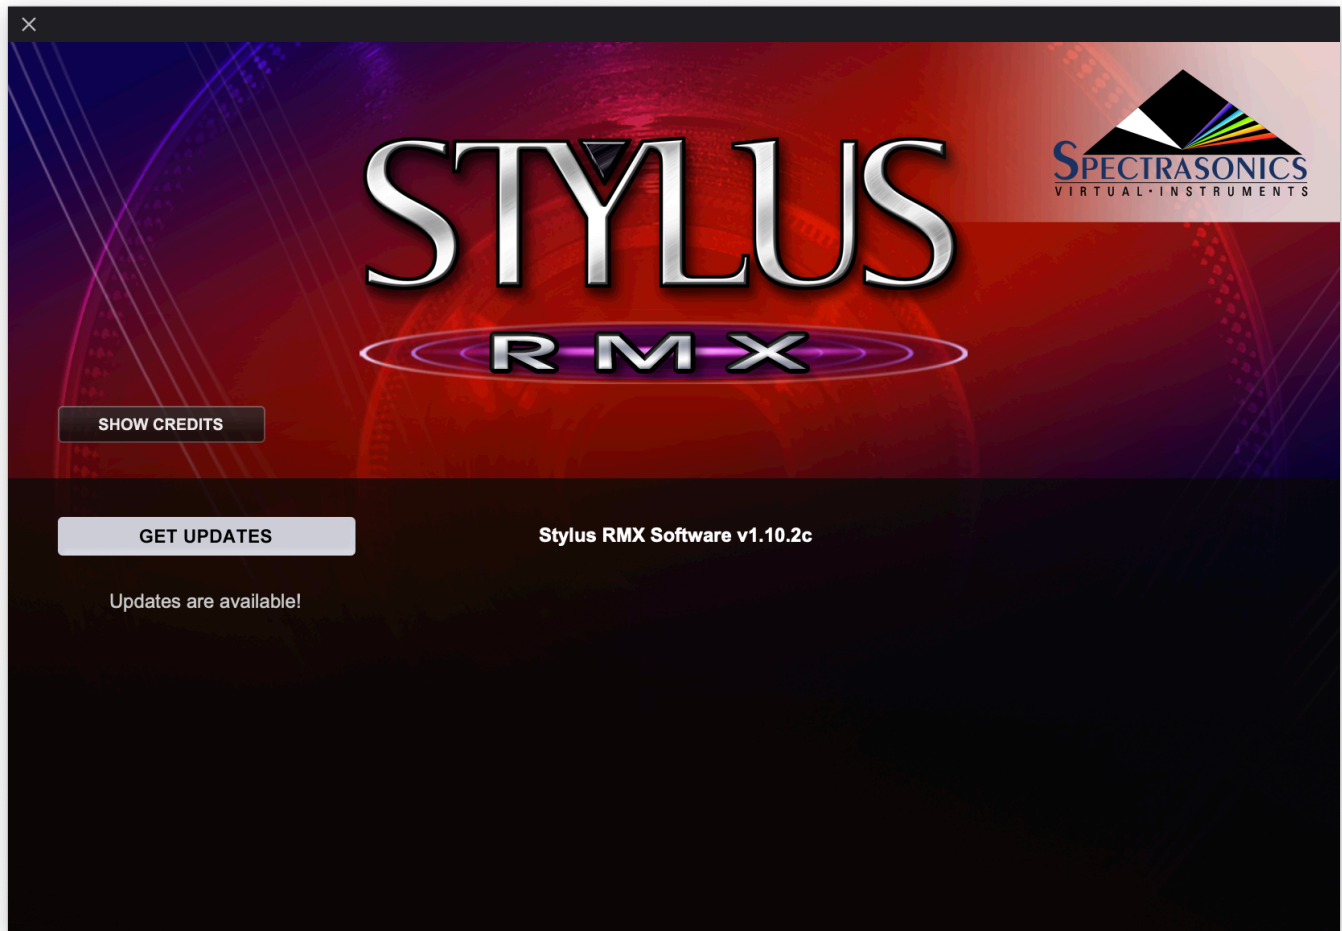 STYLUS
RMX
SPECTRASONICS
VIRTUAL·INSTRUMENTS
SHOW CREDITS
GET UPDATES
Stylus RMX Software v1.10.2c
Updates are available!